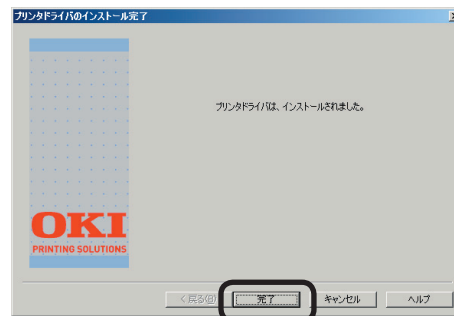 プリンタドライバのインストール完了
プリンタドライバは、インストールされました。
OKI
PRINTING SOLUTIONS
< 戻る(B) 完了 キャンセル ヘルプ